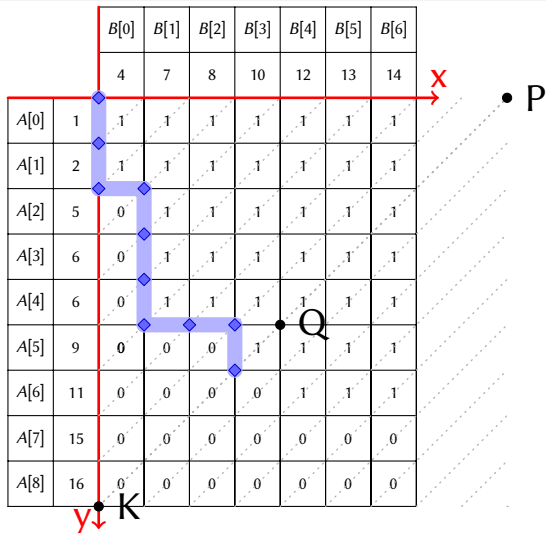 B[0] B[1] B[2] B[3] B[4] B[5] B[6]
4 7 8 10 12 13 14
x
P
A[0] 1 1 1 1 1 1 1 1
A[1] 2 1 1 1 1 1 1 1
A[2] 5 0 1 1 1 1 1 1
A[3] 6 0 1 1 1 1 1 1
A[4] 6 0 1 1 1 1 1 1
Q
A[5] 9 0 0 0 1 1 1 1
A[6] 11 0 0 0 0 1 1 1
A[7] 15 0 0 0 0 0 0 0
A[8] 16 0 0 0 0 0 0 0
y K